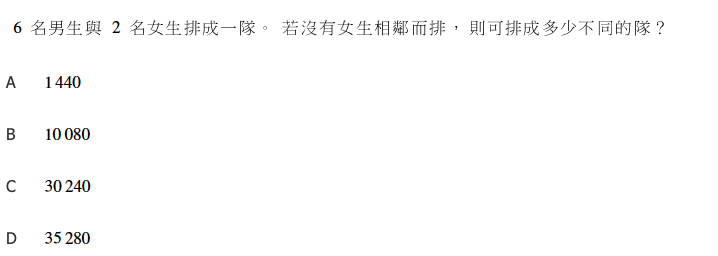 6 名男生與 2 名女生排成一隊。 若沒有女生相鄰而排，則可排成多少不同的隊？
A 1 440
B 10 080
C 30 240
D 35 280